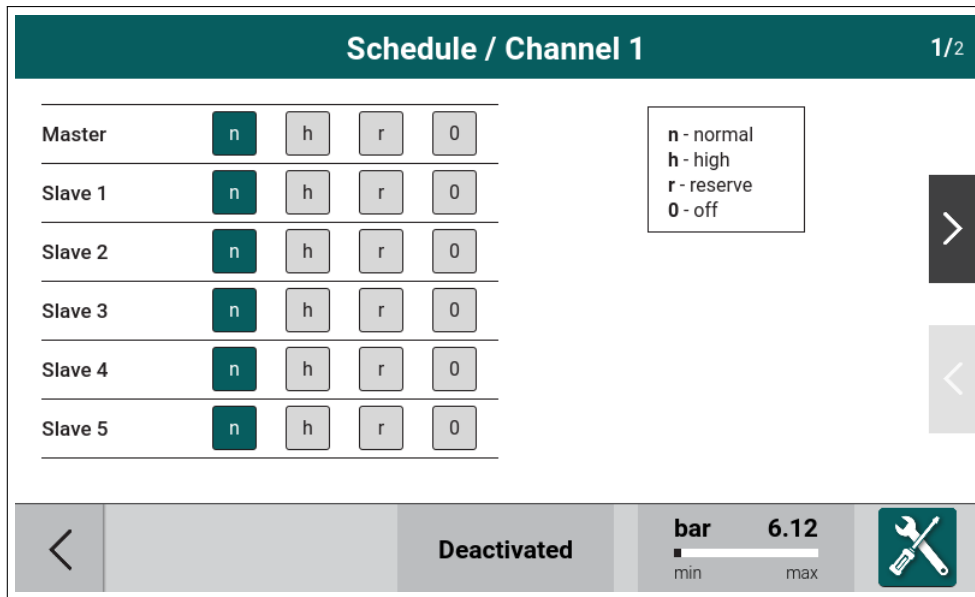 Schedule / Channel 1
1/2
Master n h r 0
Slave 1 n h r 0
Slave 2 n h r 0
Slave 3 n h r 0
Slave 4 n h r 0
Slave 5 n h r 0
n - normal
h - high
r - reserve
0 - off
Deactivated
bar 6.12
min max